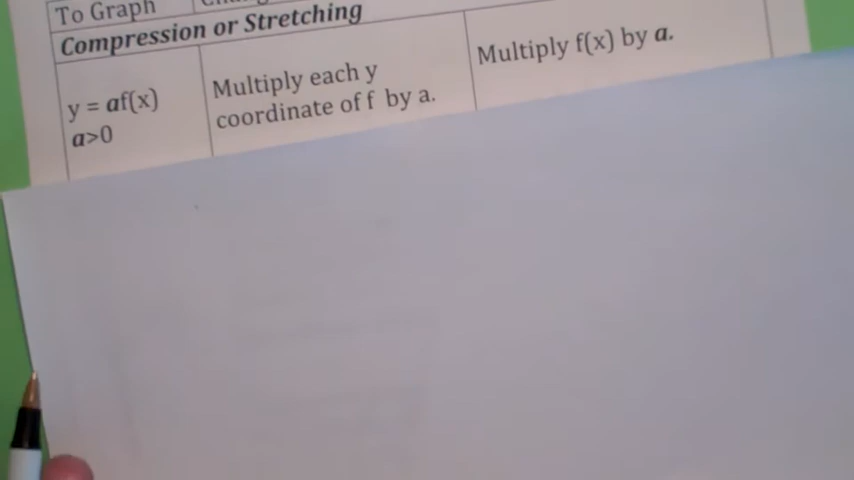 To Graph
Compression or Stretching
y = af(x)
a>0
Multiply each y
coordinate of f by a.
Multiply f(x) by a.